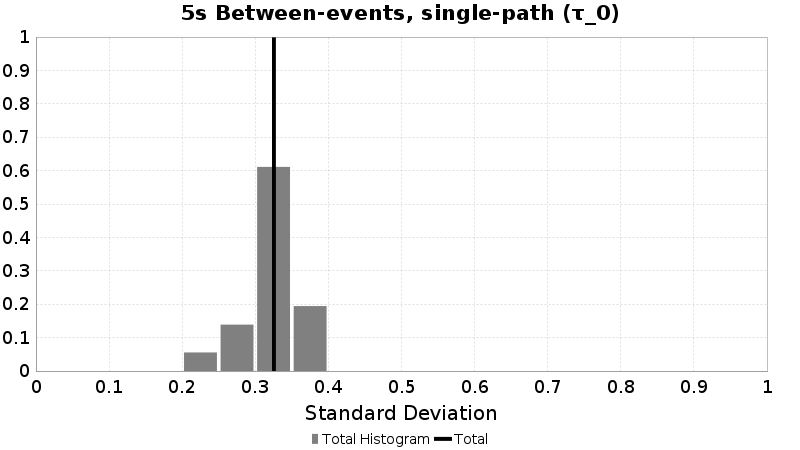 5s Between-events, single-path (τ_0)
1
0.9
0.8
0.7
0.6
0.5
0.4
0.3
0.2
0.1
0
0 0.1 0.2 0.3 0.4 0.5 0.6 0.7 0.8 0.9 1
Standard Deviation
Total Histogram Total